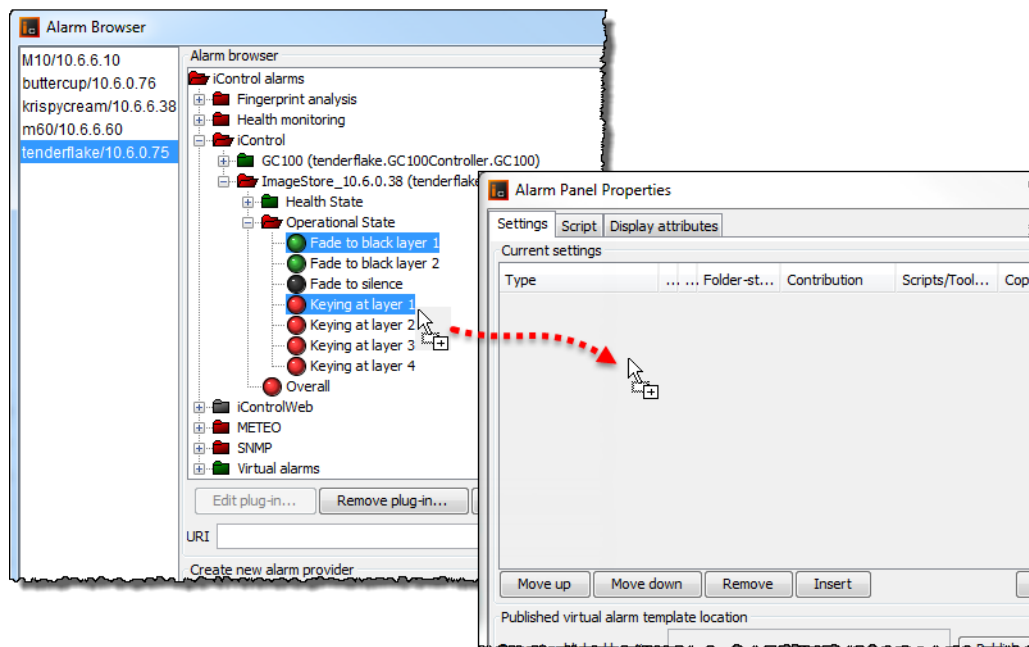 Alarm Browser
M10/10.6.6.10
buttercup/10.6.0.76
krispycream/10.6.6.38
m60/10.6.6.60
tenderflake/10.6.0.75
Alarm browser
iControl alarms
Fingerprint analysis
Health monitoring
iControl
GC100 (tenderflake.GC100Controller.GC100)
ImageStore_10.6.0.38 (tenderflake
Health State
Operational State
Fade to black layer 1
Fade to black layer 2
Fade to silence
Keying at layer 1
Keying at layer 2
Keying at layer 3
Keying at layer 4
Overall
iControlWeb
METEO
SNMP
Virtual alarms
Edit plug-in...
Remove plug-in...
URI
Create new alarm provider
Alarm Panel Properties
Settings Script Display attributes
Current settings
Type ... ... Folder-st... Contribution Scripts/Tool... Cop
Move up Move down Remove Insert
Published virtual alarm template location